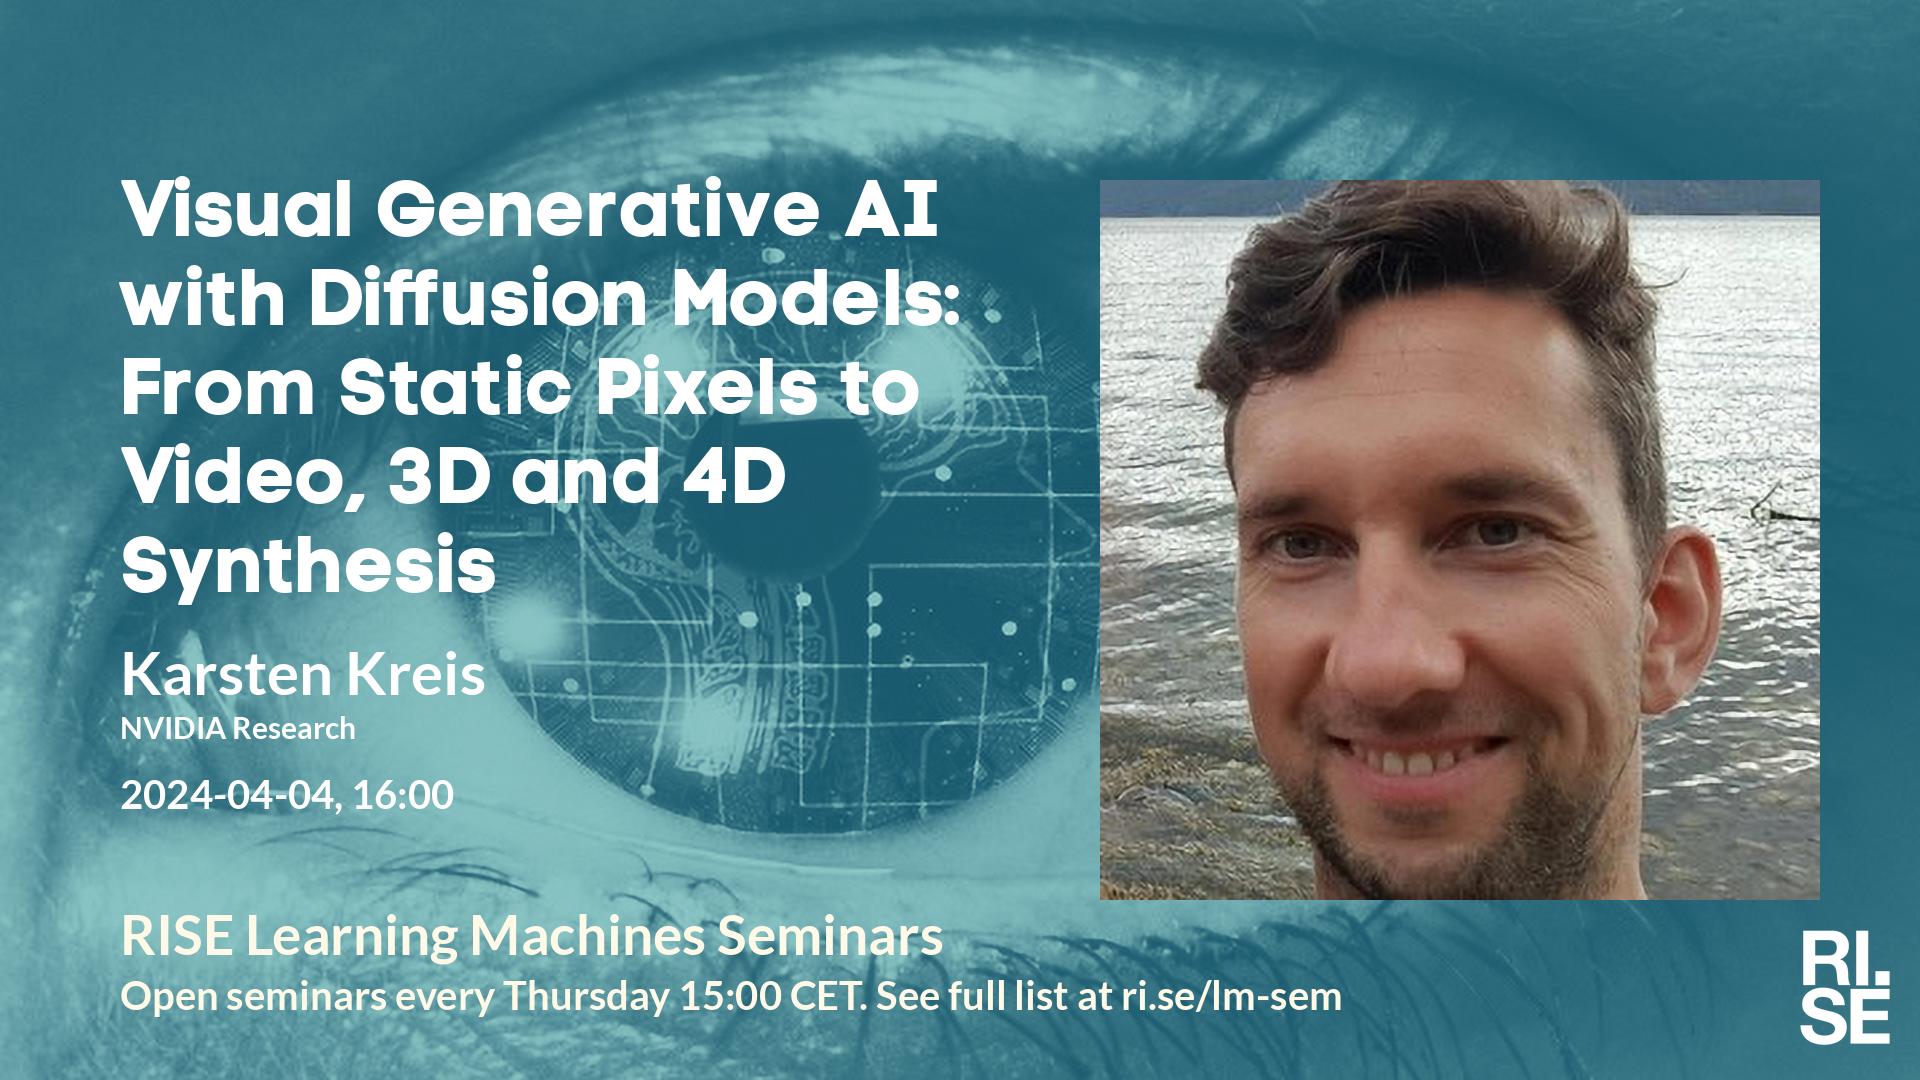 Visual Generative AI
with Diffusion Models:
From Static Pixels to
Video, 3D and 4D
Synthesis
Karsten Kreis
NVIDIA Research
2024-04-04, 16:00
RISE Learning Machines Seminars
Open seminars every Thursday 15:00 CET. See full list at ri.se/lm-sem
RI.
SE